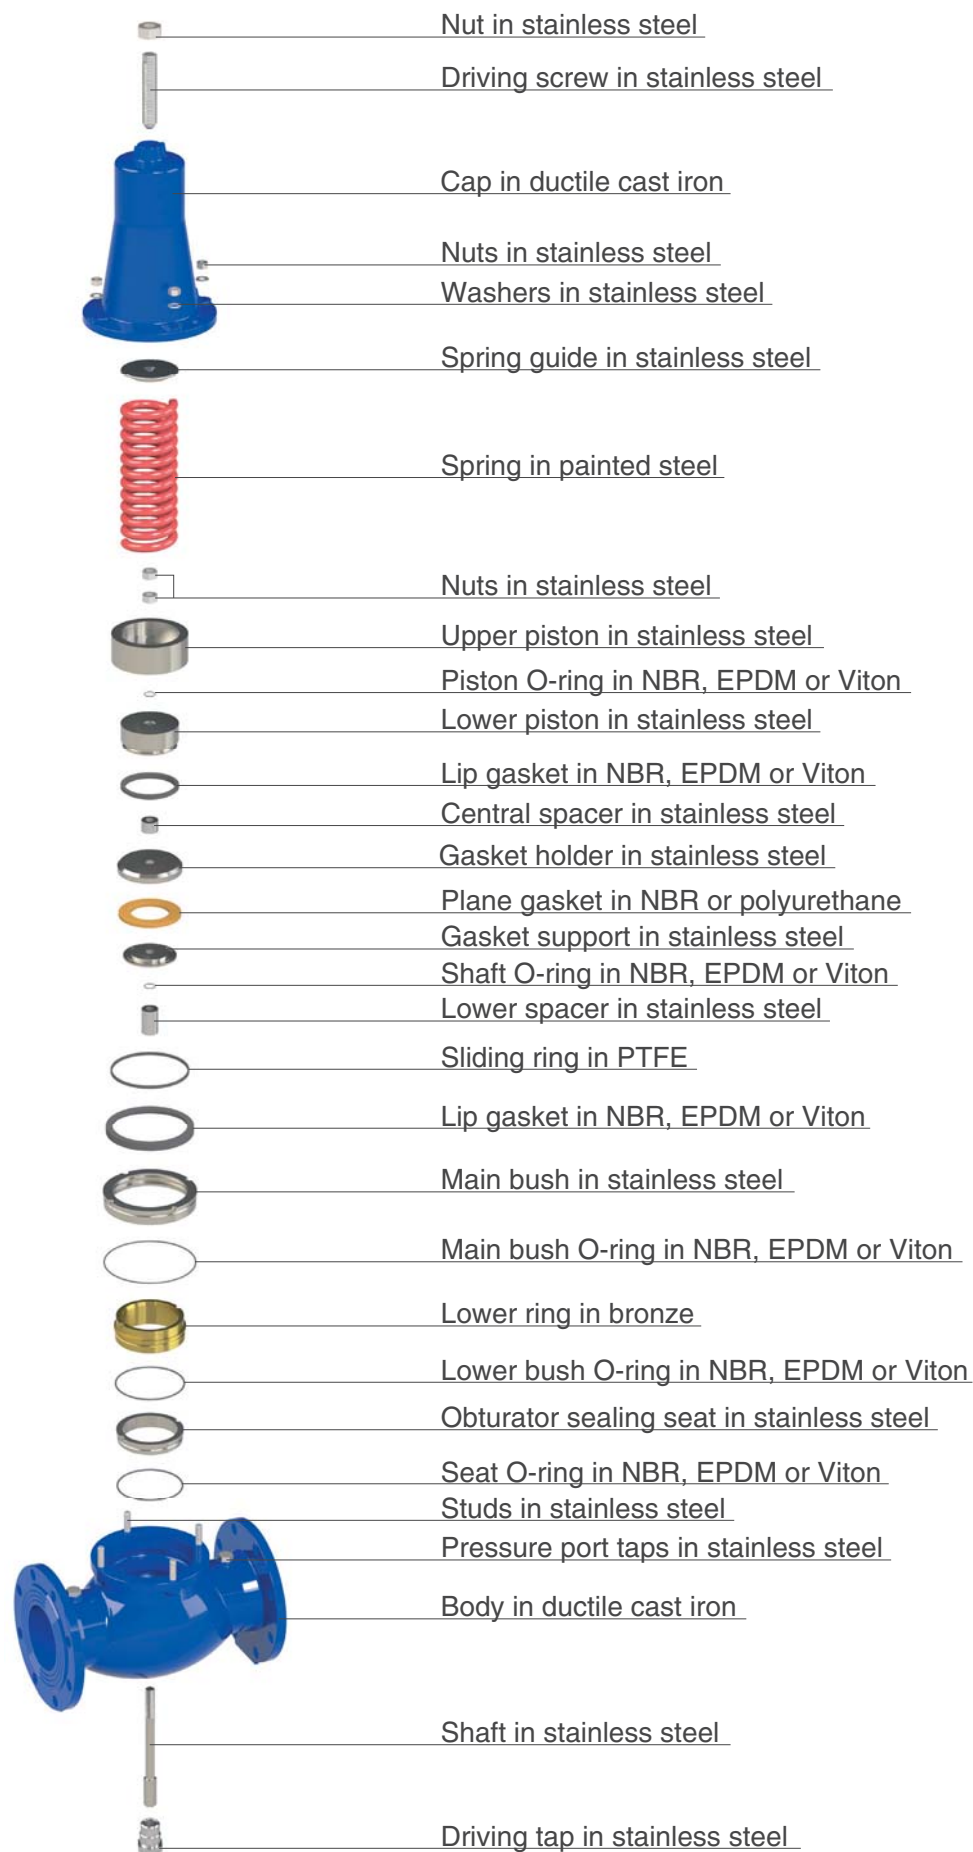 Nut in stainless steel
Driving screw in stainless steel
Cap in ductile cast iron
Nuts in stainless steel
Washers in stainless steel
Spring guide in stainless steel
Spring in painted steel
Nuts in stainless steel
Upper piston in stainless steel
Piston O-ring in NBR, EPDM or Viton
Lower piston in stainless steel
Lip gasket in NBR, EPDM or Viton
Central spacer in stainless steel
Gasket holder in stainless steel
Plane gasket in NBR or polyurethane
Gasket support in stainless steel
Shaft O-ring in NBR, EPDM or Viton
Lower spacer in stainless steel
Sliding ring in PTFE
Lip gasket in NBR, EPDM or Viton
Main bush in stainless steel
Main bush O-ring in NBR, EPDM or Viton
Lower ring in bronze
Lower bush O-ring in NBR, EPDM or Viton
Obturator sealing seat in stainless steel
Seat O-ring in NBR, EPDM or Viton
Studs in stainless steel
Pressure port taps in stainless steel
Body in ductile cast iron
Shaft in stainless steel
Driving tap in stainless steel